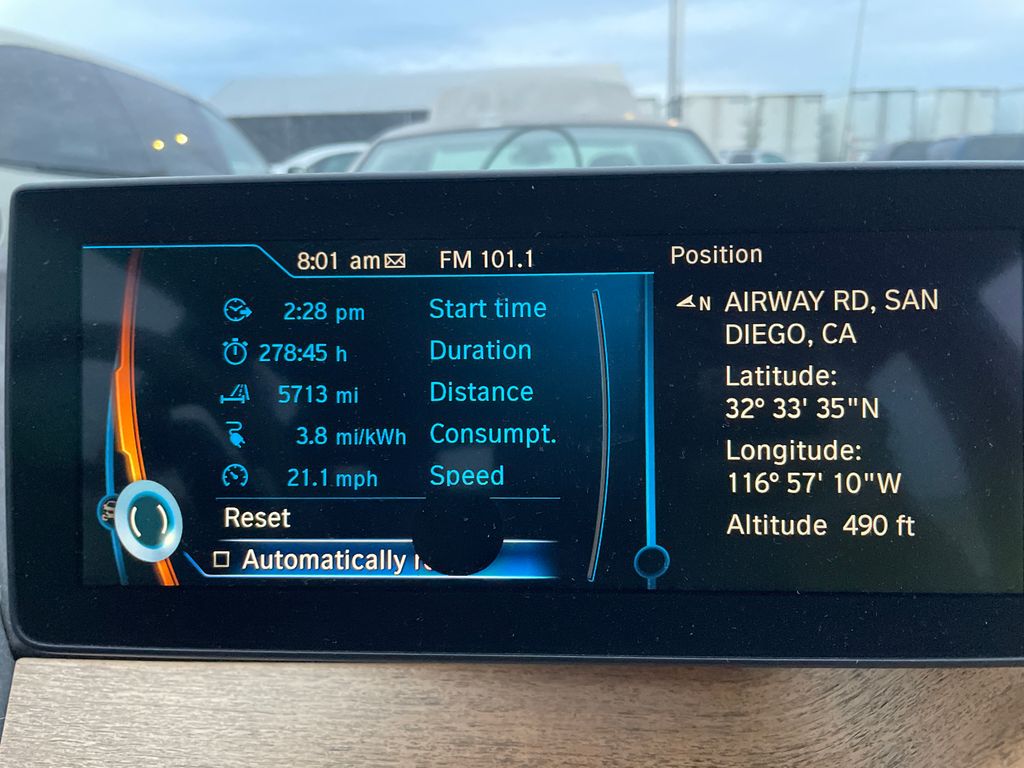 8:01 am FM 101.1
2:28 pm Start time
278:45 h Duration
5713 mi Distance
3.8 mi/kWh Consumpt.
21.1 mph Speed
Reset
Automatically
Position
N AIRWAY RD, SAN
DIEGO, CA
Latitude:
32° 33' 35"N
Longitude:
116° 57' 10"W
Altitude 490 ft